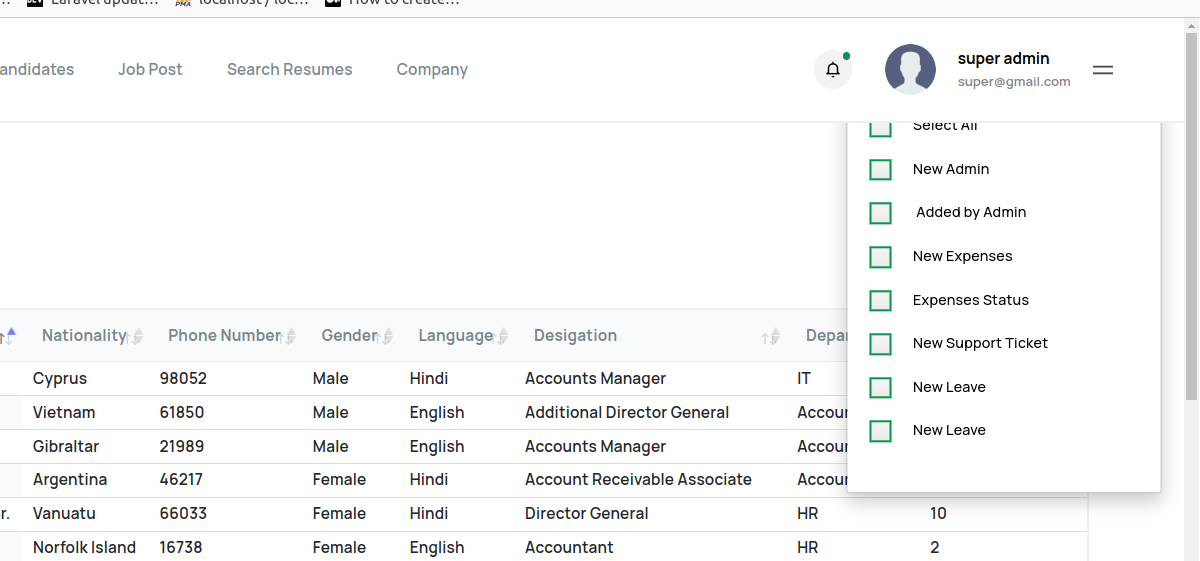 Laravel updat...
localhost / loc...
How to create...
andidates Job Post Search Resumes Company
super admin
super@gmail.com
Select All
New Admin
Added by Admin
New Expenses
Expenses Status
New Support Ticket
New Leave
New Leave
Nationality Phone Number Gender Language Desigation Depar
Cyprus 98052 Male Hindi Accounts Manager IT
Vietnam 61850 Male English Additional Director General Accou
Gibraltar 21989 Male English Accounts Manager Accou
Argentina 46217 Female Hindi Account Receivable Associate Accou
r. Vanuatu 66033 Female Hindi Director General HR 10
Norfolk Island 16738 Female English Accountant HR 2